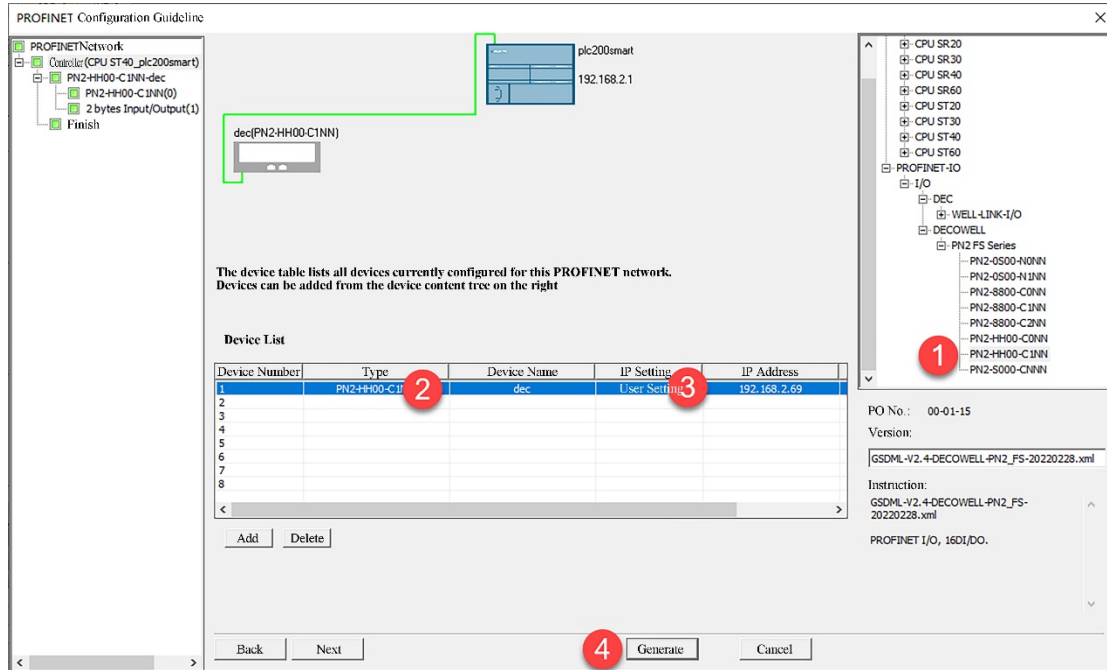 PROFINET Configuration Guideline
PROFINETNetwork
Controller(CPU ST40_plc200smart)
PN2-HH00-C1NN-dec
PN2-HH00-C1NN(0)
2 bytes Input/Output(1)
Finish
plc200smart
192.168.2.1
dec(PN2-HH00-C1NN)
The device table lists all devices currently configured for this PROFINET network.
Devices can be added from the device content tree on the right
Device List
Device Number Type Device Name IP Setting IP Address
1 PN2-HH00-C1 dec User Setting 192.168.2.69
2
3
4
5
6
7
8
2
3
Add Delete
Back Next 4 Generate Cancel
CPU SR20
CPU SR30
CPU SR40
CPU SR60
CPU ST20
CPU ST30
CPU ST40
CPU ST60
PROFINET-IO
I/O
DEC
WELL-LINK-I/O
DECOWELL
PN2 FS Series
PN2-0S00-N0NN
PN2-0S00-N1NN
PN2-8800-C0NN
PN2-8800-C1NN
PN2-8800-C2NN
PN2-HH00-C0NN
1 PN2-HH00-C1NN
PN2-S000-CNNN
PO No.: 00-01-15
Version:
GSDML-V2.4-DECOWELL-PN2_FS-20220228.xml
Instruction:
GSDML-V2.4-DECOWELL-PN2_FS-
20220228.xml
PROFINET I/O, 16DI/DO.